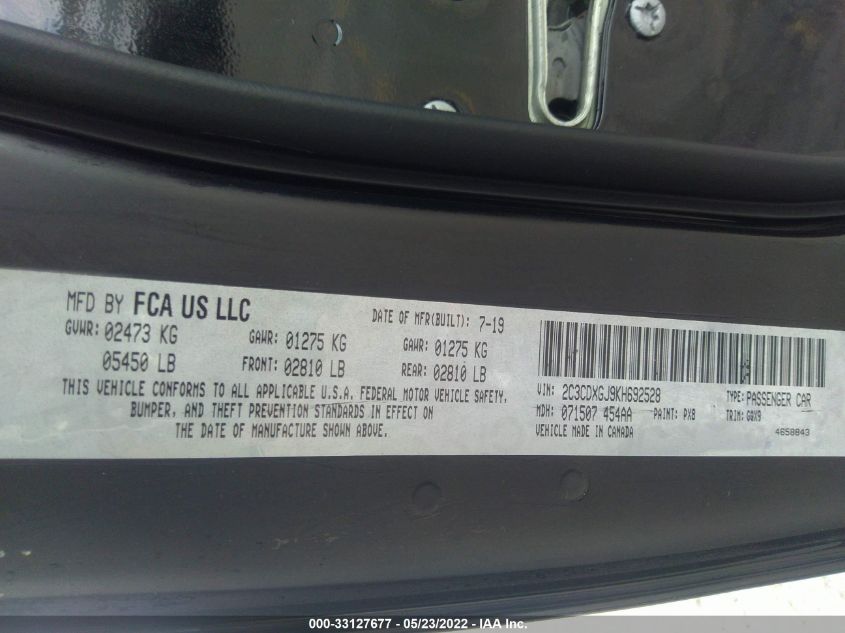 MFD BY FCA US LLC
DATE OF MFR(BUILT): 7-19
GVWR: 02473 KG
GAWR: 01275 KG
GAWR: 01275 KG
05450 LB
FRONT: 02810 LB
REAR: 02810 LB
THIS VEHICLE CONFORMS TO ALL APPLICABLE U.S.A. FEDERAL MOTOR VEHICLE SAFETY,
BUMPER, AND THEFT PREVENTION STANDARDS IN EFFECT ON
THE DATE OF MANUFACTURE SHOWN ABOVE.
VIN: 2C3CDXGJ9KH692528
TYPE: PASSENGER CAR
MDH: 071507 454AA
PAINT: PX8
TRIM: GDX9
VEHICLE MADE IN CANADA
4658843
000-33127677 - 05/23/2022 - IAA Inc.